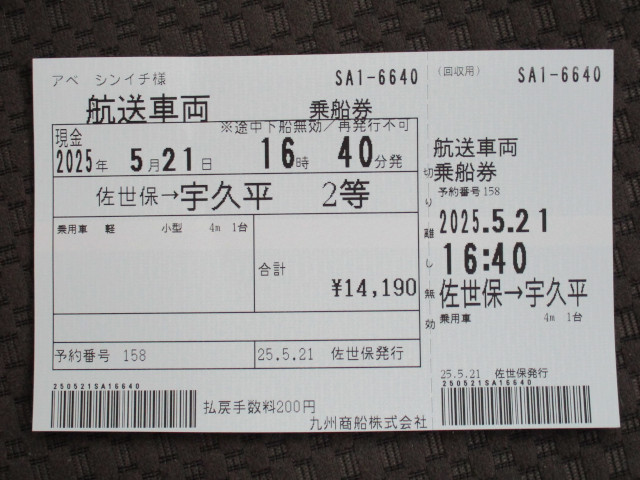 アベ シンイチ様 SA1-6640
航送車両 乗船券
※途中下船無効／再発行不可
現金
2025年 5月21日 16時 40分発
佐世保→宇久平 2等
乗用車 軽 小型 4m 1台
合計
¥14,190
予約番号 158 25.5.21 佐世保発行
250521SA16640
払戻手数料200円
九州商船株式会社
切り離し無効
(回収用) SA1-6640
航送車両
乗船券
予約番号158
2025.5.21
16:40
佐世保→宇久平
乗用車 4m 1台
25.5.21 佐世保発行
250521SA16640